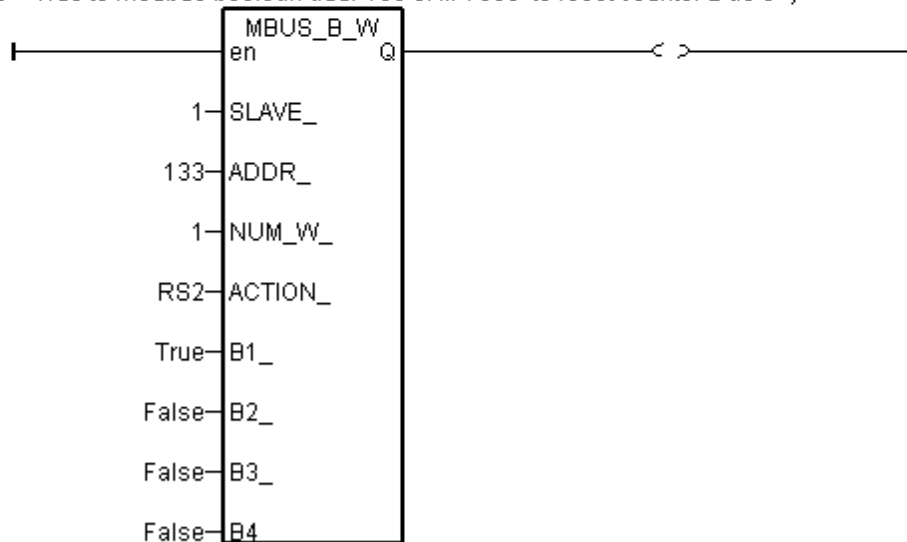 MBUS_B_W
en Q
1 SLAVE_
133 ADDR_
1 NUM_W_
RS2 ACTION_
True B1_
False B2_
False B3_
False B4